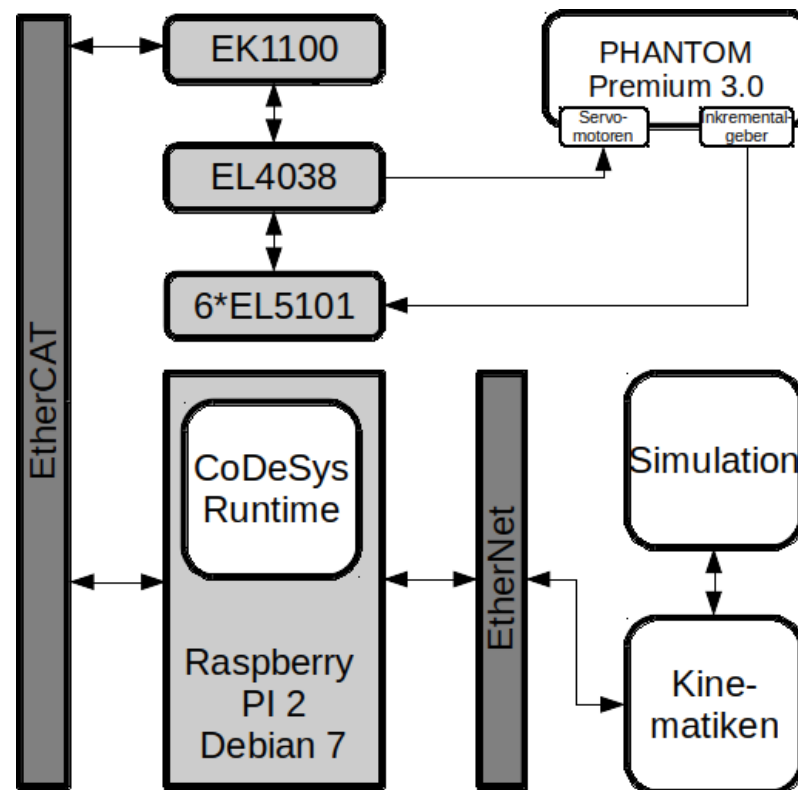 EK1100
PHANTOM
Premium 3.0
Servo-
motoren
Inkremental-
geber
EL4038
6*EL5101
EtherCAT
CoDeSys
Runtime
Raspberry
PI 2
Debian 7
EtherNet
Simulation
Kine-
matiken